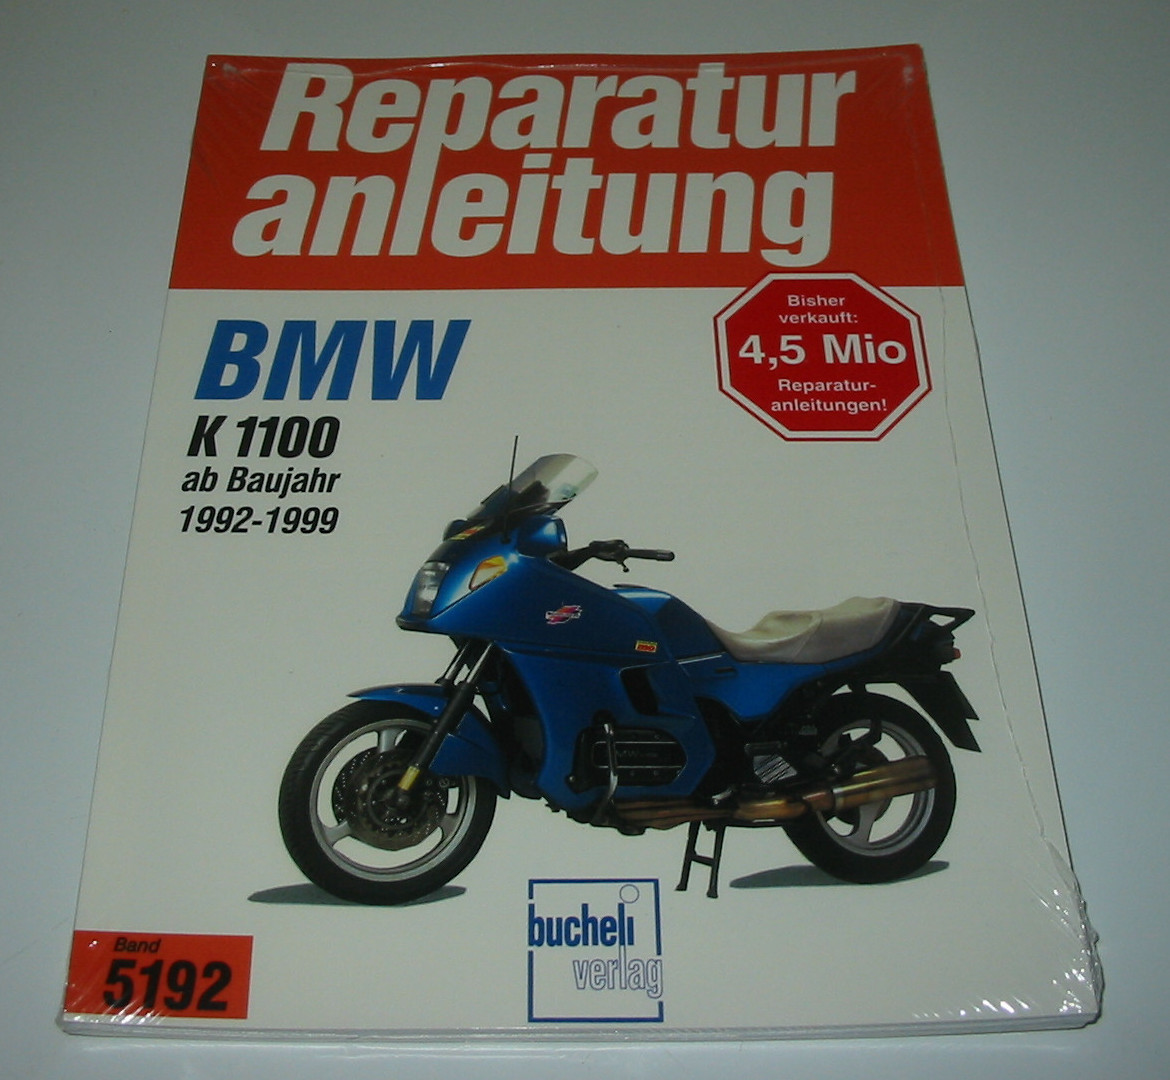 Reparatur
anleitung
Bisher
verkauft:
4,5 Mio
Reparatur-
anleitungen!
BMW
K 1100
ab Baujahr
1992-1999
Band
5192
bucheli
verlag